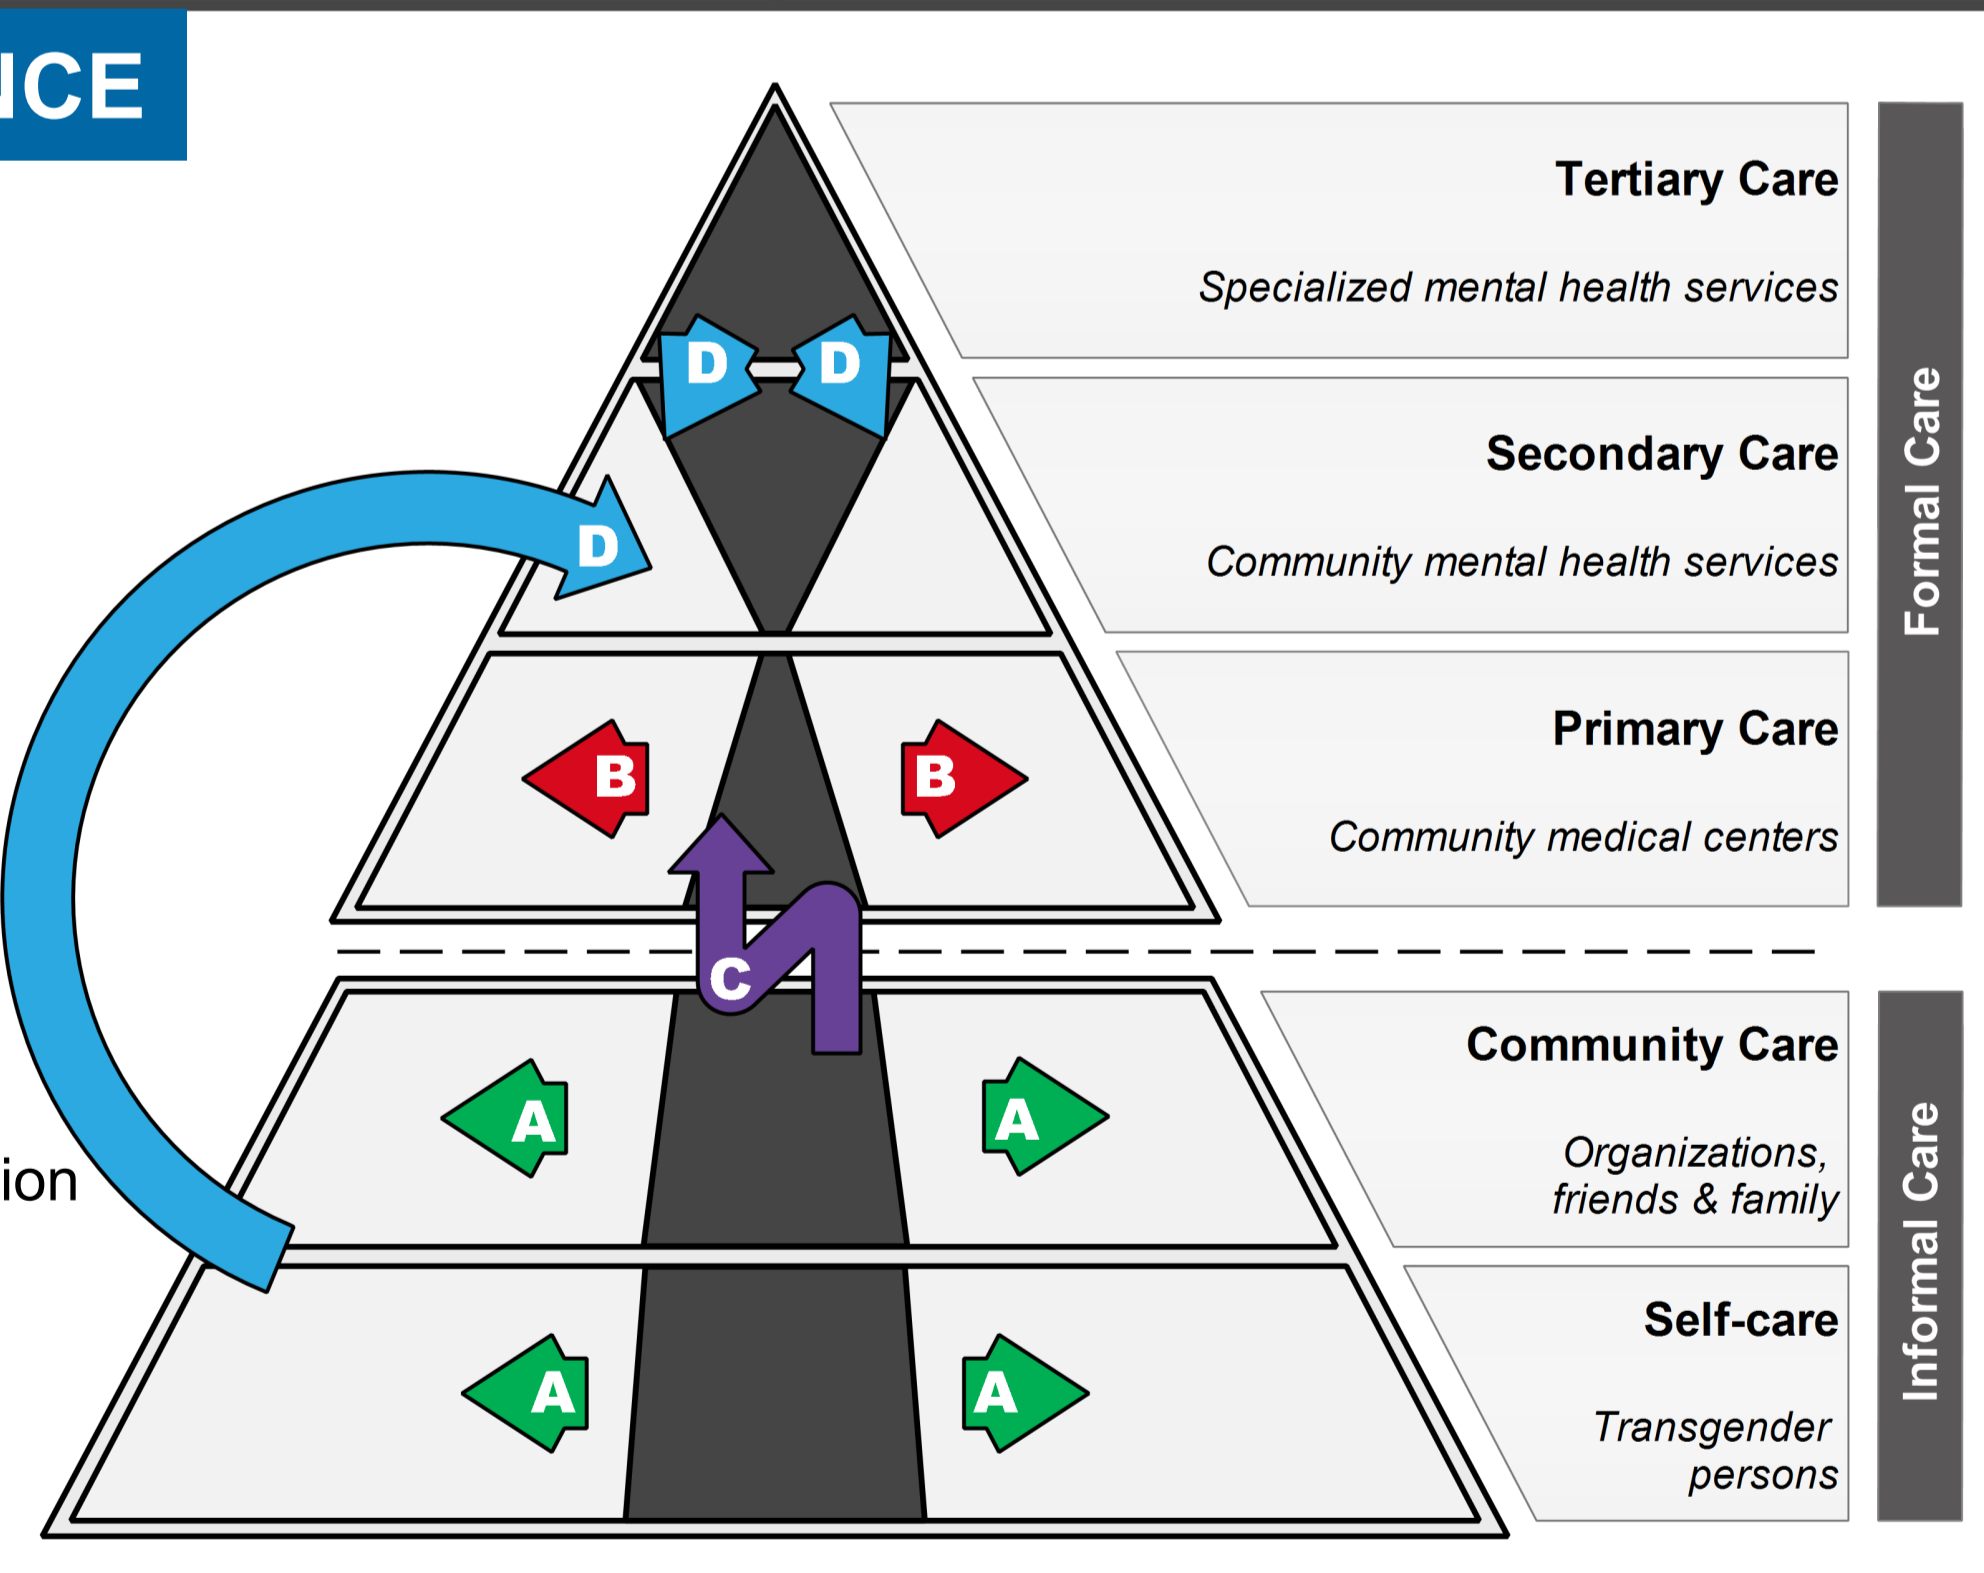 NCE
Tertiary Care
Specialized mental health services
D
D
Secondary Care
Community mental health services
D
Formal Care
Primary Care
B
B
Community medical centers
C
Community Care
A
A
Organizations,
friends & family
ion
Informal Care
Self-care
A
A
Transgender
persons